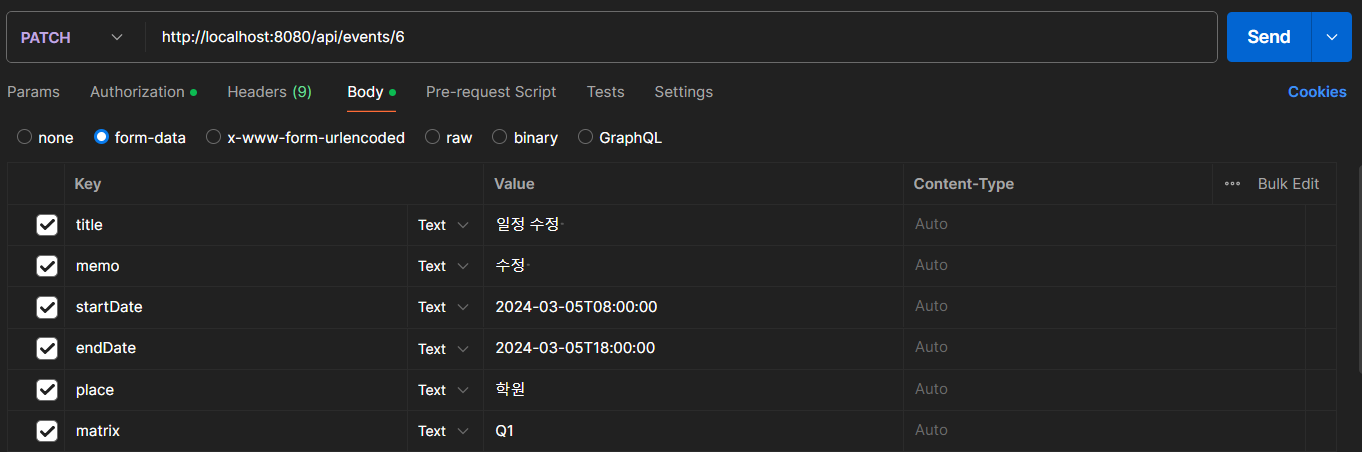 PATCH http://localhost:8080/api/events/6 Send
Params Authorization Headers (9) Body Pre-request Script Tests Settings Cookies
none form-data x-www-form-urlencoded raw binary GraphQL
Key Value Content-Type ••• Bulk Edit
title Text 일정 수정 Auto
memo Text 수정 Auto
startDate Text 2024-03-05T08:00:00 Auto
endDate Text 2024-03-05T18:00:00 Auto
place Text 학원 Auto
matrix Text Q1 Auto